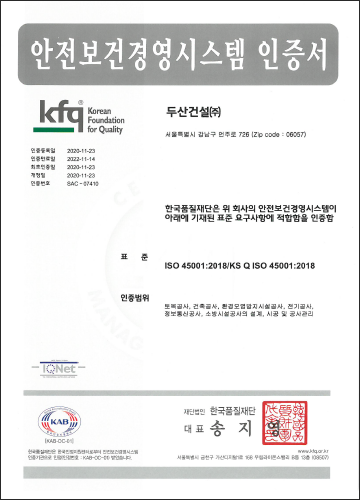 안전보건경영시스템 인증서
kfq
Korean
Foundation
for Quality
인증등록일 2020-11-23
인증만료일 2022-11-14
최초인증일 2020-11-23
개정일 2020-11-23
인증번호 SAC-07410
두산건설㈜
서울특별시 강남구 언주로 726 (Zip code : 06057)
한국품질재단은 위 회사의 안전보건경영시스템이
아래에 기재된 표준 요구사항에 적합함을 인증함
표 준
ISO 45001:2018/KS Q ISO 45001:2018
인증범위
토목공사, 건축공사, 환경오염방지시설공사, 전기공사,
정보통신공사, 소방시설공사의 설계, 시공 및 공사관리
IQNet
KAB
(KAB-OC-01)
재단법인 한국품질재단
대표 송지영
www.kfq.or.kr